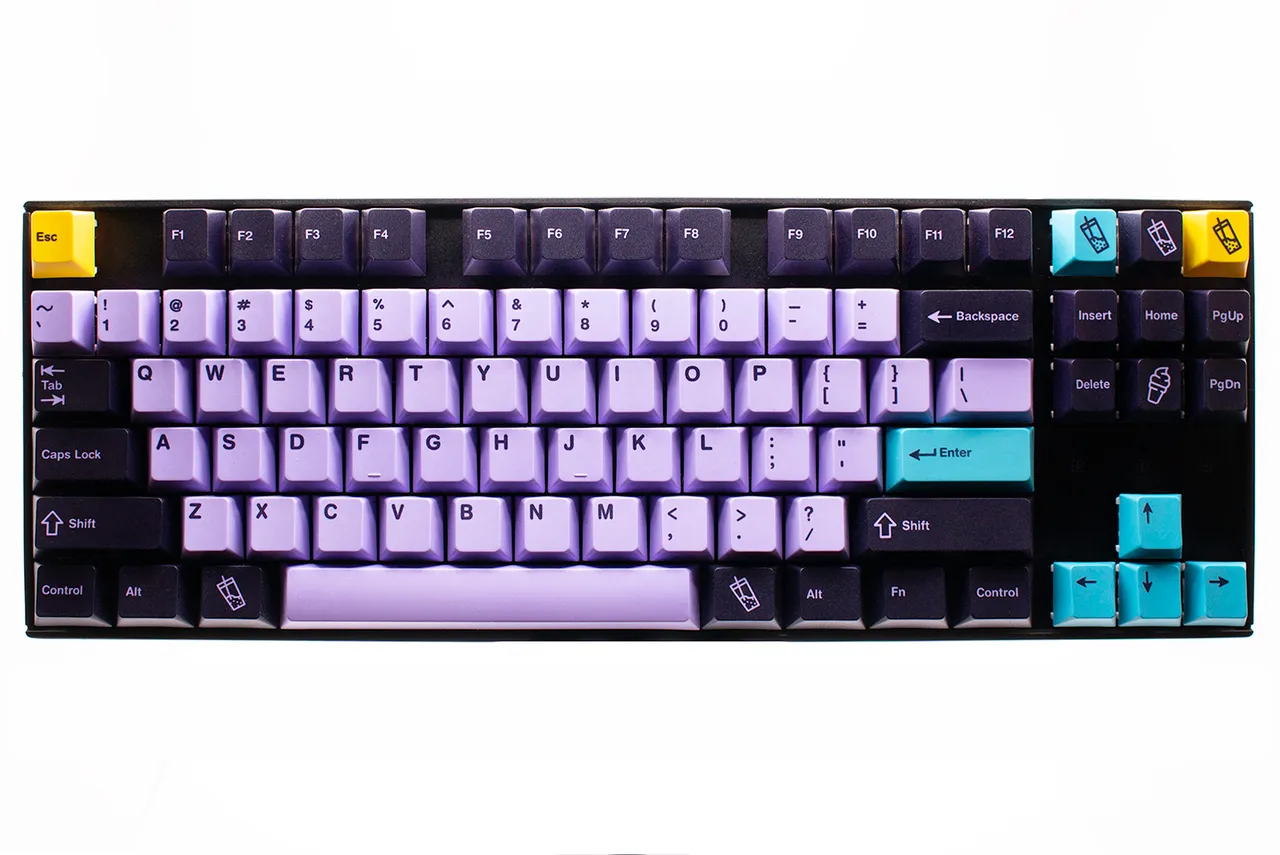 Esc F1 F2 F3 F4 F5 F6 F7 F8 F9 F10 F11 F12
~ ! @ # $ % ^ & * ( ) — +
` 1 2 3 4 5 6 7 8 9 0 - = Backspace Insert Home PgUp
Tab Q W E R T Y U I O P { } |
[ ] \ Delete PgDn
Caps Lock A S D F G H J K L : "
; ' Enter
Shift Z X C V B N M < > ?
, . / Shift
Control Alt Alt Fn Control